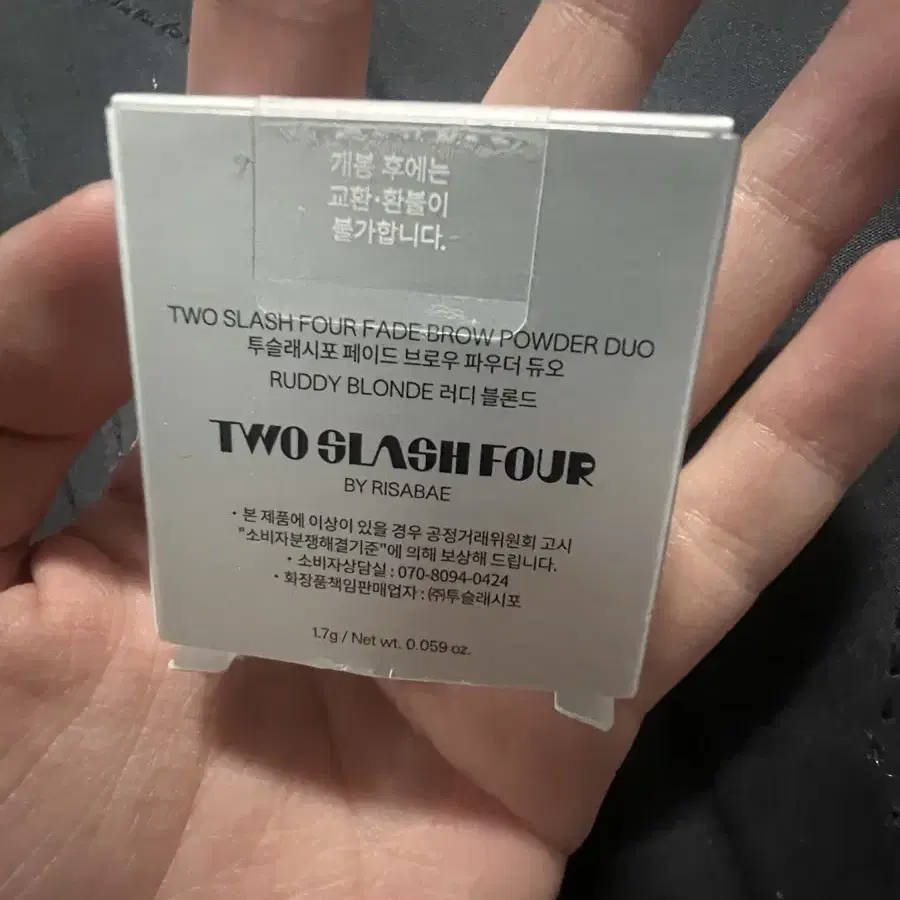 개봉 후에는
교환·환불이
불가합니다.
TWO SLASH FOUR FADE BROW POWDER DUO
투슬래시포 페이드 브로우 파우더 듀오
RUDDY BLONDE 러디 블론드
TWO SLASH FOUR
BY RISABAE
· 본 제품에 이상이 있을 경우 공정거래위원회 고시
"소비자분쟁해결기준"에 의해 보상해 드립니다.
· 소비자상담실 : 070-8094-0424
· 화장품책임판매업자 : ㈜투슬래시포
1.7g / Net wt. 0.059 oz.